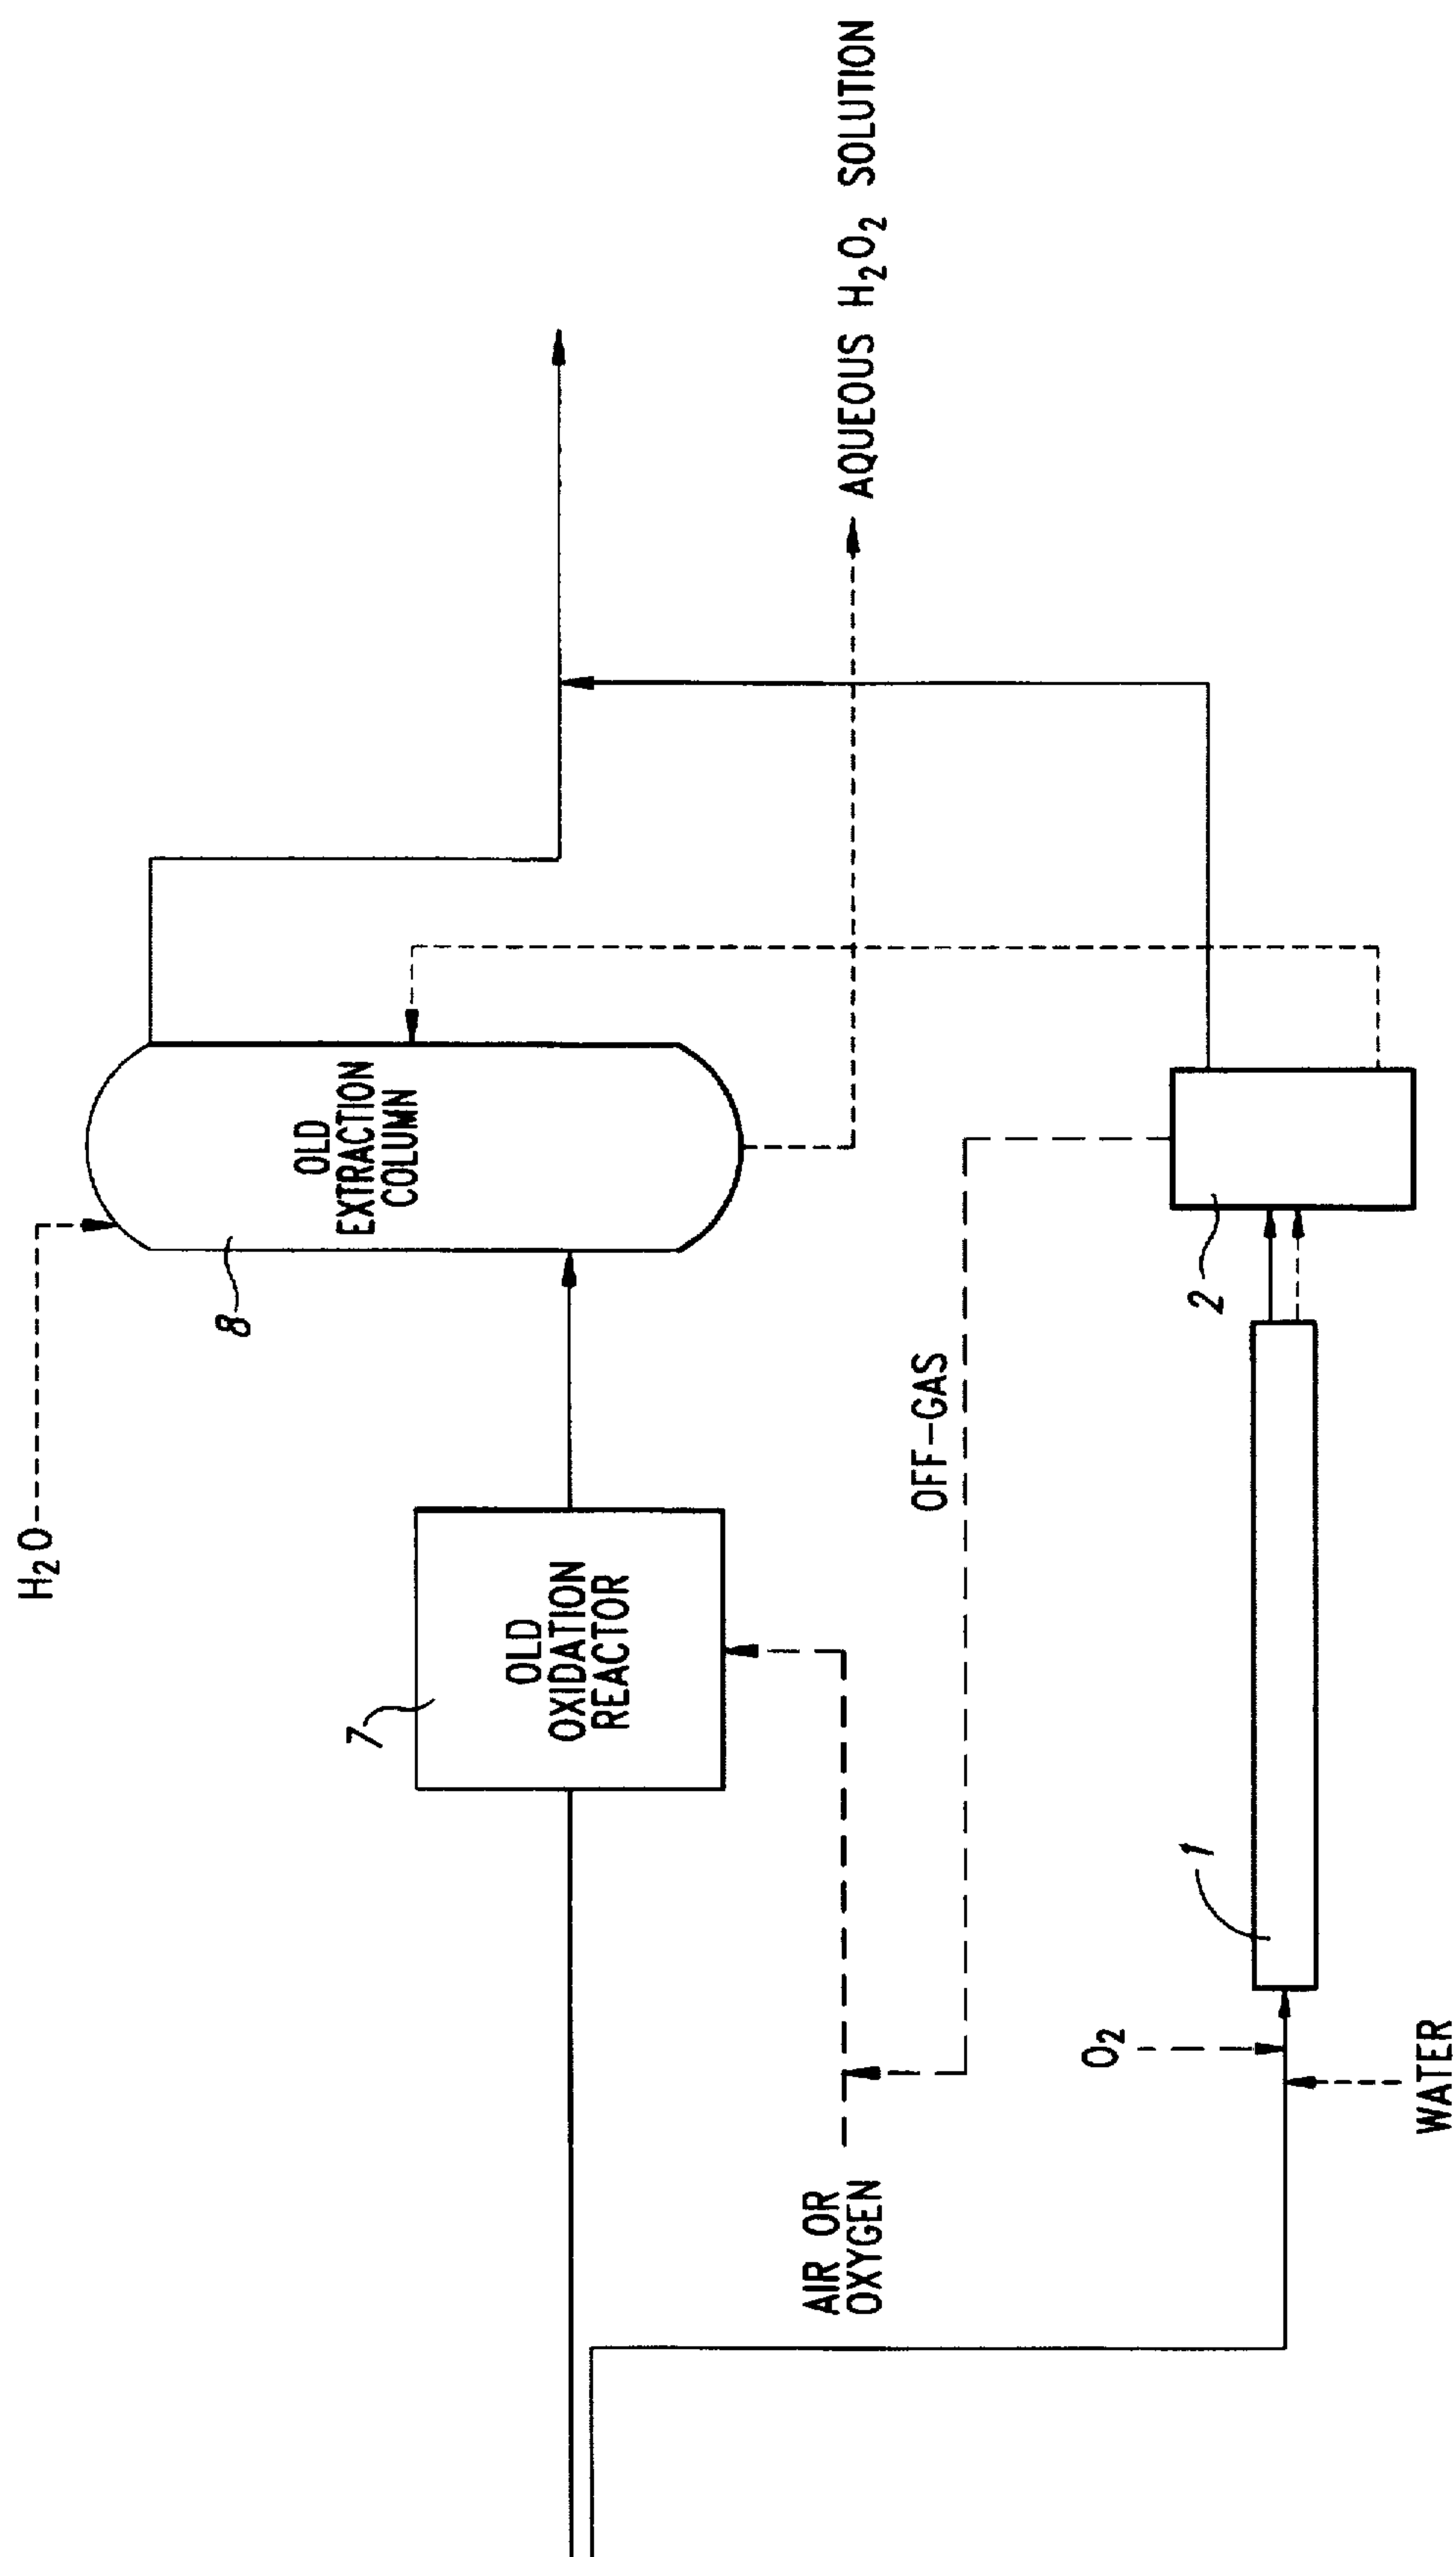 H₂O
8
OLD
EXTRACTION
COLUMN
7
OLD
OXIDATION
REACTOR
AQUEOUS H₂O₂ SOLUTION
AIR OR
OXYGEN
OFF-GAS
O₂
1
2
WATER